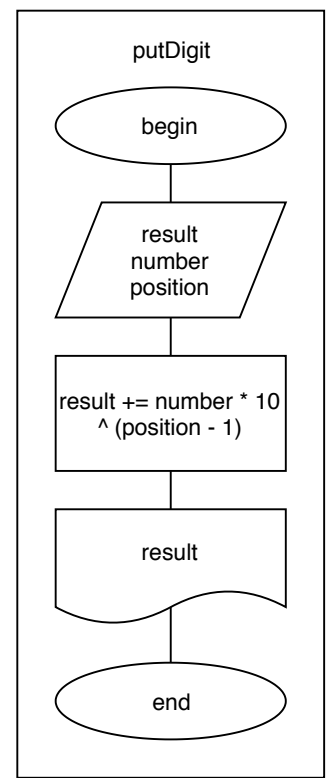 putDigit
begin
result
number
position
result += number * 10
^ (position - 1)
result
end